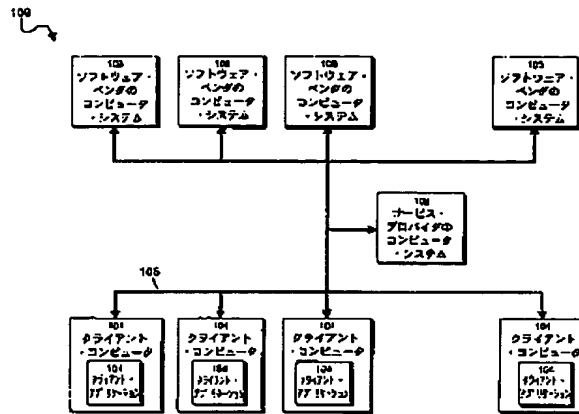 100
103
ソフトウェア・
ベンダの
コンピュータ
・システム
ソフトウェア・
ベンダの
コンピュータ
・システム
ソフトウェア・
ベンダの
コンピュータ
・システム
ソフトウェア・
ベンダの
コンピュータ
・システム
サービス・
プロバイダの
コンピュータ
・システム
105
101
クライアント
・コンピュータ
クライアント・
アプリケーション
101
クライアント
・コンピュータ
クライアント・
アプリケーション
101
クライアント
・コンピュータ
クライアント・
アプリケーション
101
クライアント
・コンピュータ
クライアント・
アプリケーション